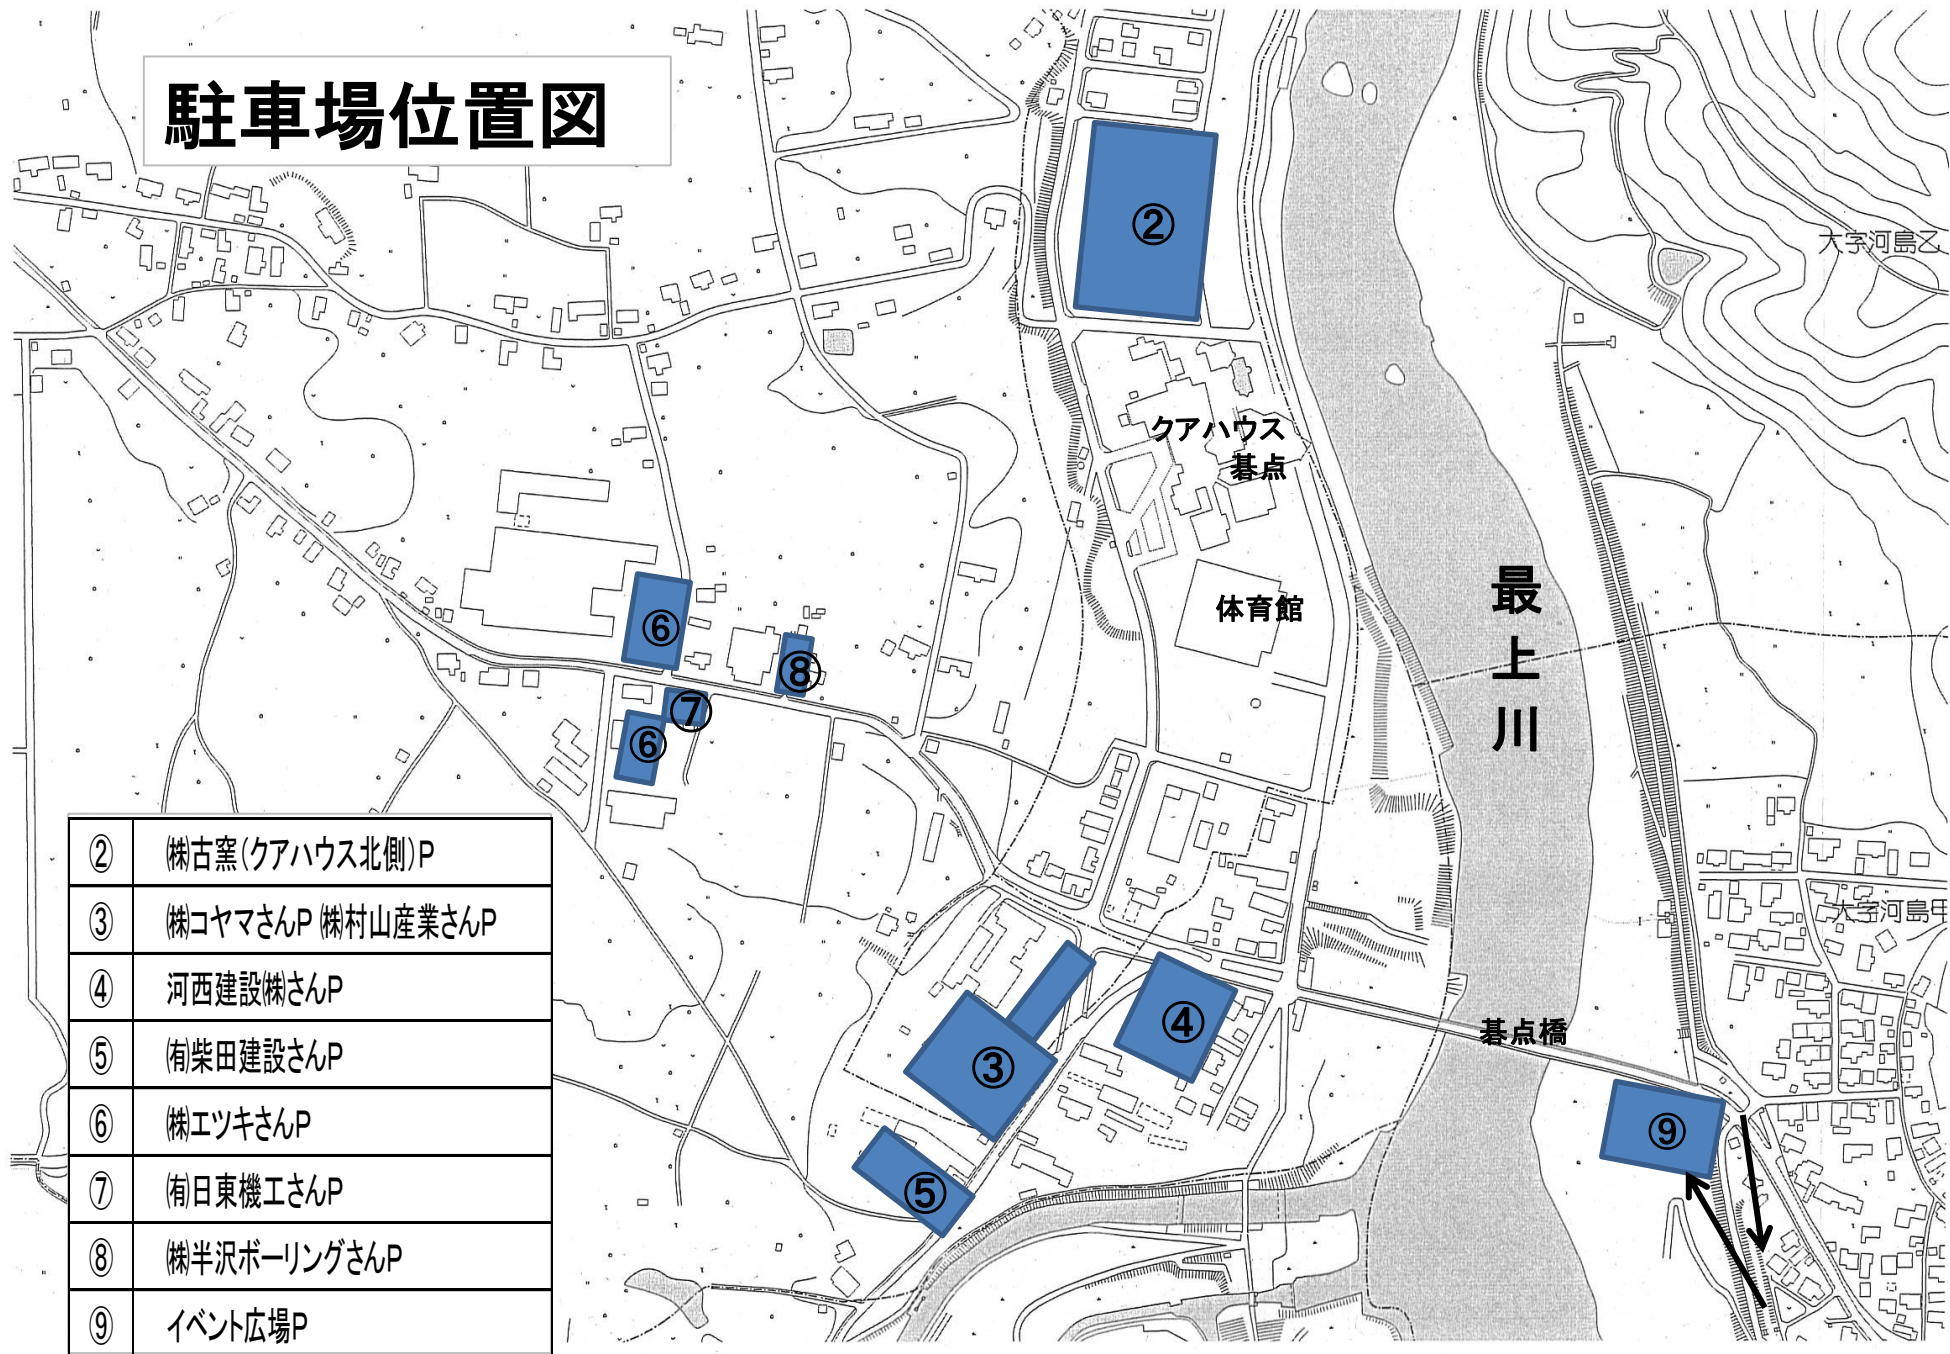 駐車場位置図
②
大字河島乙
クアハウス
碁点
体育館
最上川
⑥
⑧
⑦
⑥
② ㈱古窯(クアハウス北側)P
③ ㈱コヤマさんP ㈱村山産業さんP
④ 河西建設㈱さんP
⑤ ㈲柴田建設さんP
⑥ ㈱エツキさんP
⑦ ㈲日東機工さんP
⑧ ㈱半沢ボーリングさんP
⑨ イベント広場P
大字河島甲
④
③
碁点橋
⑨
⑤